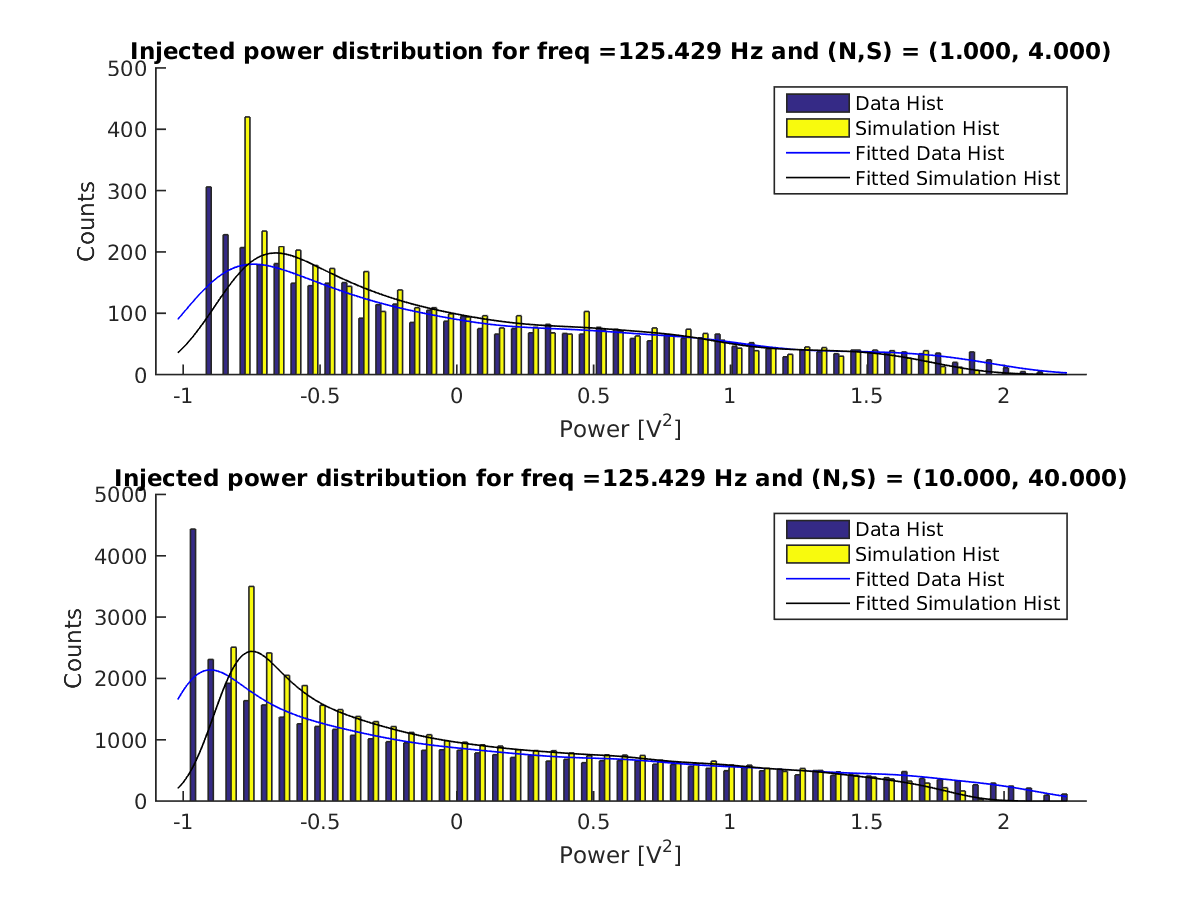 Injected power distribution for freq =125.429 Hz and (N,S) = (1.000, 4.000)
500
400
300
200
100
0
Counts
Data Hist
Simulation Hist
Fitted Data Hist
Fitted Simulation Hist
-1 -0.5 0 0.5 1 1.5 2
Power [V²]
Injected power distribution for freq =125.429 Hz and (N,S) = (10.000, 40.000)
5000
4000
3000
2000
1000
0
Counts
Data Hist
Simulation Hist
Fitted Data Hist
Fitted Simulation Hist
-1 -0.5 0 0.5 1 1.5 2
Power [V²]